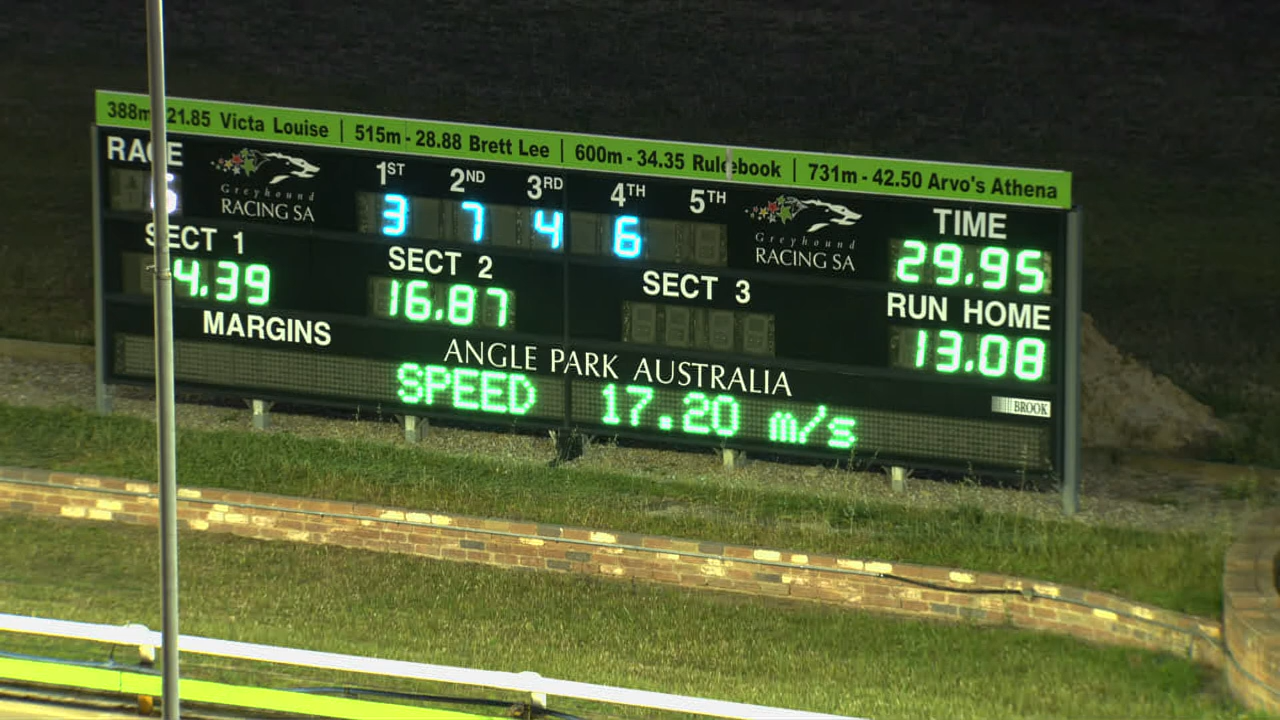 388m - 21.85 Victa Louise | 515m - 28.88 Brett Lee | 600m - 34.35 Rulebook | 731m - 42.50 Arvo's Athena
RACE 1ST 2ND 3RD 4TH 5TH
3 7 4 6
Greyhound
RACING SA
Greyhound
RACING SA
TIME
29.95
SECT 1 SECT 2 SECT 3 RUN HOME
4.39 16.87 13.08
MARGINS
ANGLE PARK AUSTRALIA
BROOK
SPEED 17.20 m/s